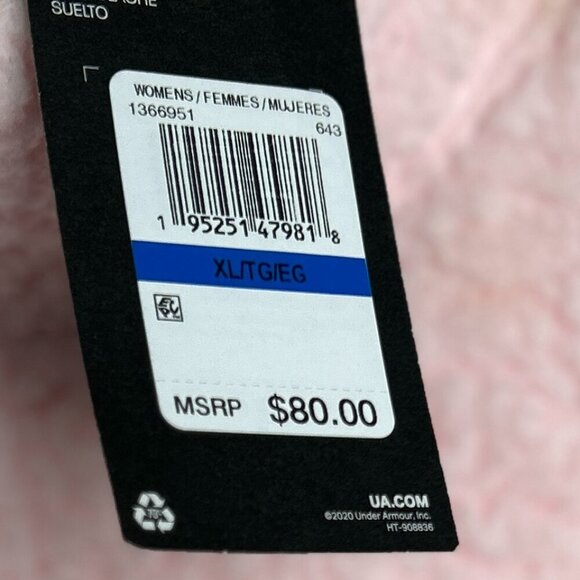 SUELTO
WOMENS/FEMMES/MUJERES
1366951
643
1 95251 47981 8
XL/TG/EG
MSRP $80.00
UA.COM
©2020 Under Armour, Inc.
HT-908836